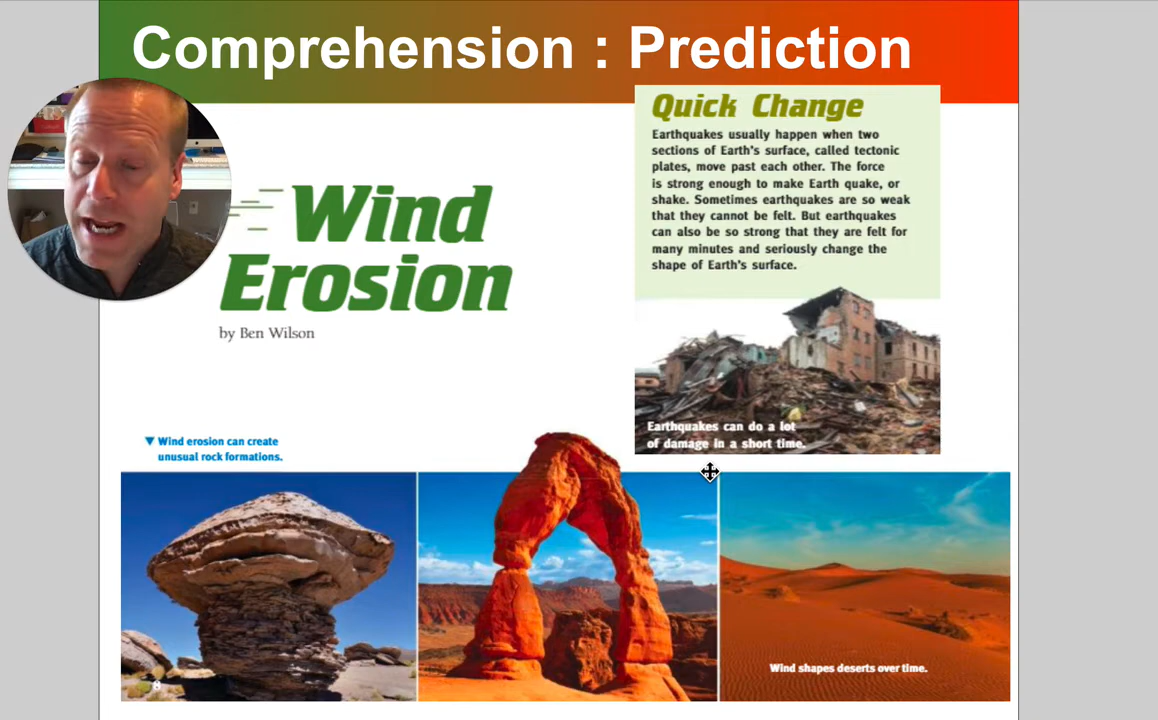 Comprehension : Prediction
Wind
Erosion
by Ben Wilson
Quick Change
Earthquakes usually happen when two
sections of Earth's surface, called tectonic
plates, move past each other. The force
is strong enough to make Earth quake, or
shake. Sometimes earthquakes are so weak
that they cannot be felt. But earthquakes
can also be so strong that they are felt for
many minutes and seriously change the
shape of Earth's surface.
Earthquakes can do a lot
of damage in a short time.
▼ Wind erosion can create
unusual rock formations.
Wind shapes deserts over time.
8